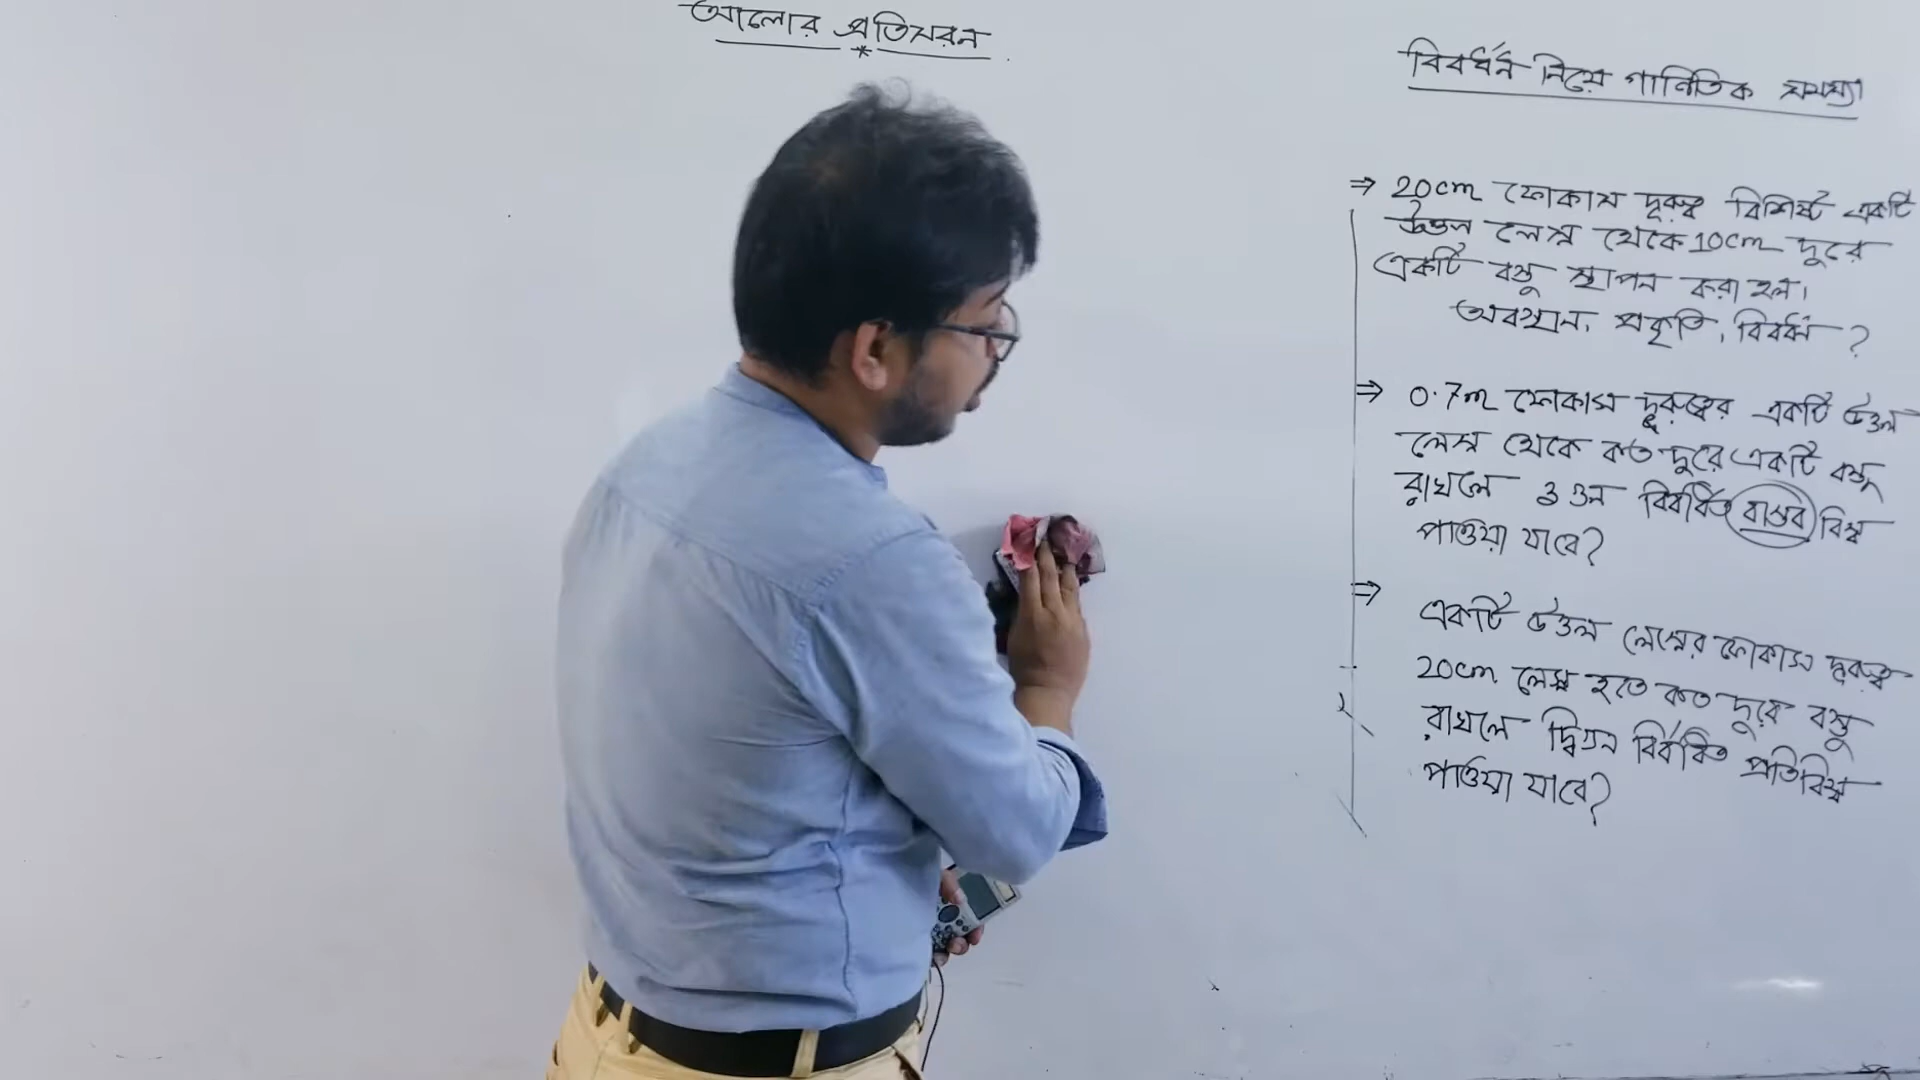 আলোর প্রতিসরন
বিবর্ধন নিয়ে গাণিতিক সমস্যা
⇒ 20cm ফোকাস দূরত্ব বিশিষ্ট একটি
উত্তল লেন্স থেকে 10cm দুরে
একটি বস্তু স্থাপন করা হল।
অবস্থান, প্রকৃতি, বিবর্ধন ?
⇒ 0.7m ফোকাস দূরত্বের একটি উত্তল
লেন্স থেকে কত দুরে একটি বস্তু
রাখলে ৩ গুন বিবর্ধিত বাস্তব বিম্ব
পাওয়া যাবে?
⇒ একটি উত্তল লেন্সের ফোকাস দূরত্ব
20cm লেন্স হতে কত দুরে বস্তু
রাখলে দ্বিগুন বিবর্ধিত প্রতিবিম্ব
পাওয়া যাবে?